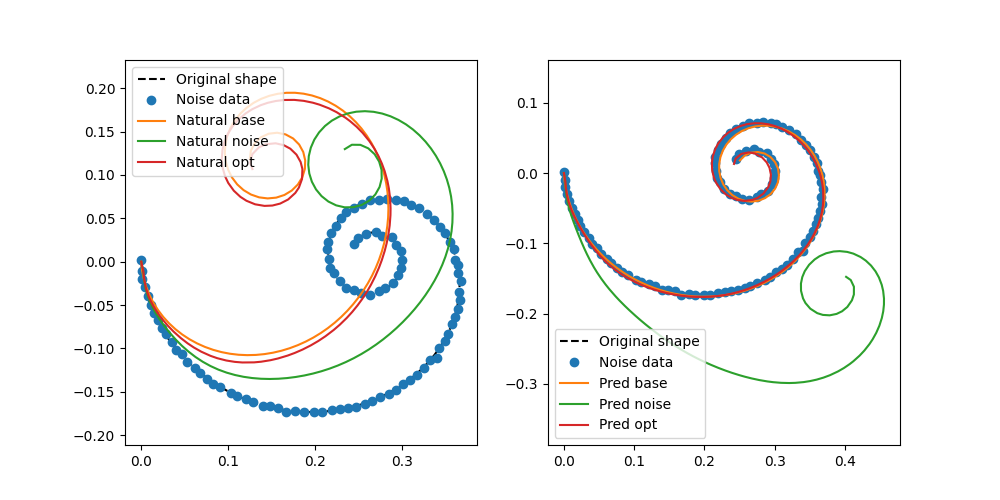 Original shape
Noise data
Natural base
Natural noise
Natural opt
0.20
0.15
0.10
0.05
0.00
−0.05
−0.10
−0.15
−0.20
0.0 0.1 0.2 0.3
0.1
0.0
−0.1
−0.2
−0.3
Original shape
Noise data
Pred base
Pred noise
Pred opt
0.0 0.1 0.2 0.3 0.4